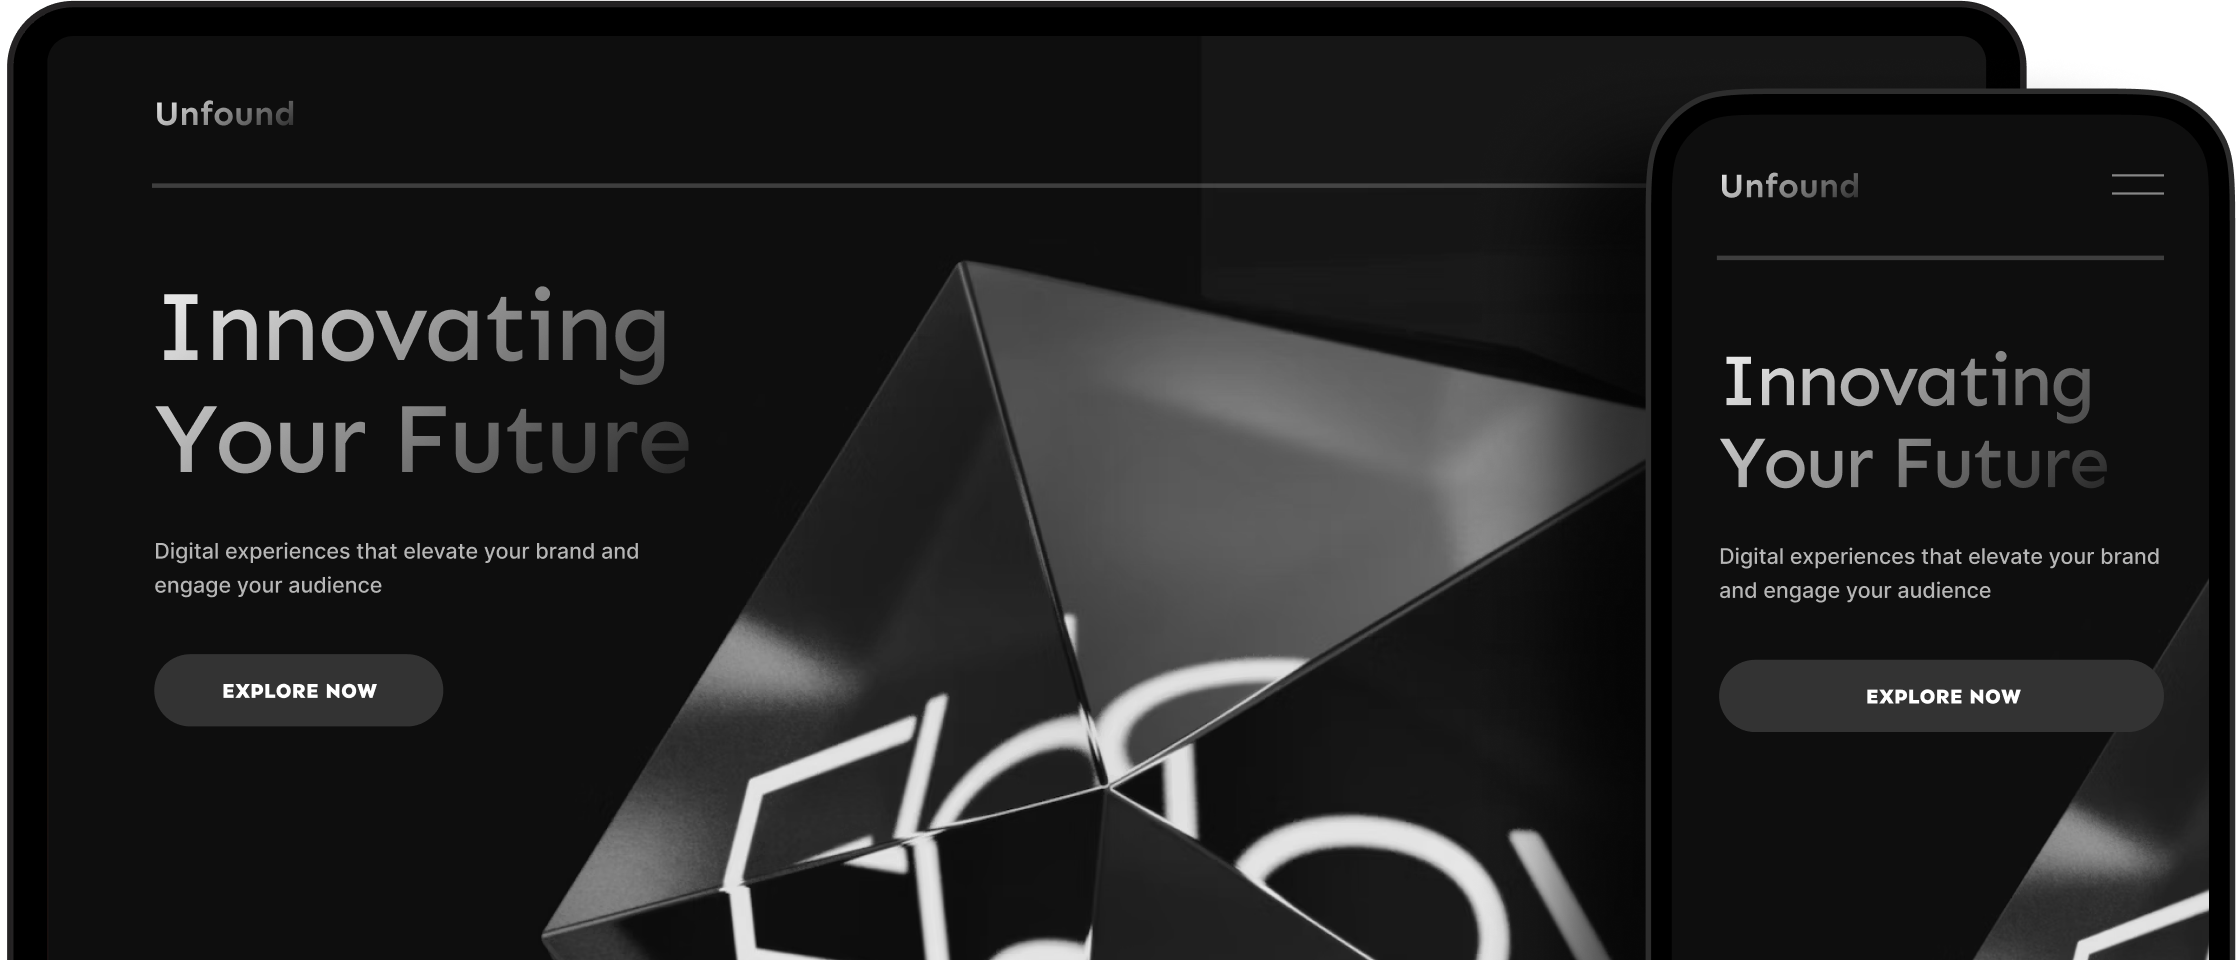 Unfound
Innovating
Your Future
Digital experiences that elevate your brand and
engage your audience
EXPLORE NOW
Unfound
Innovating
Your Future
Digital experiences that elevate your brand
and engage your audience
EXPLORE NOW